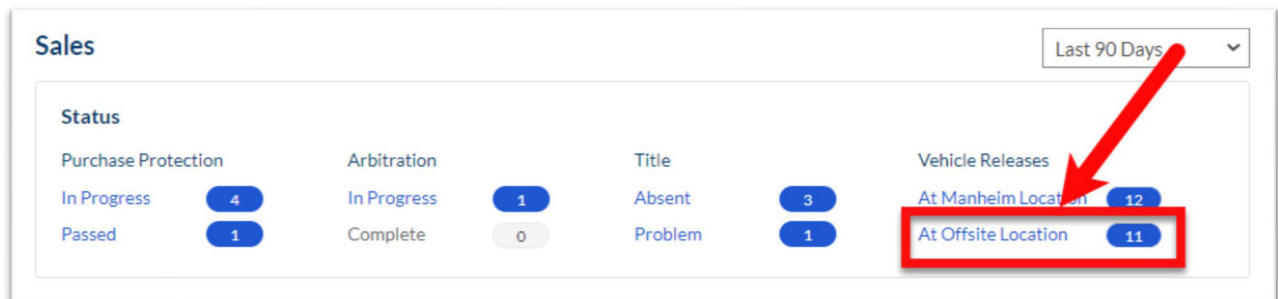 Sales
Last 90 Days
Status
Purchase Protection
In Progress 4
Passed 1
Arbitration
In Progress 1
Complete 0
Title
Absent 3
Problem 1
Vehicle Releases
At Manheim Location 12
At Offsite Location 11